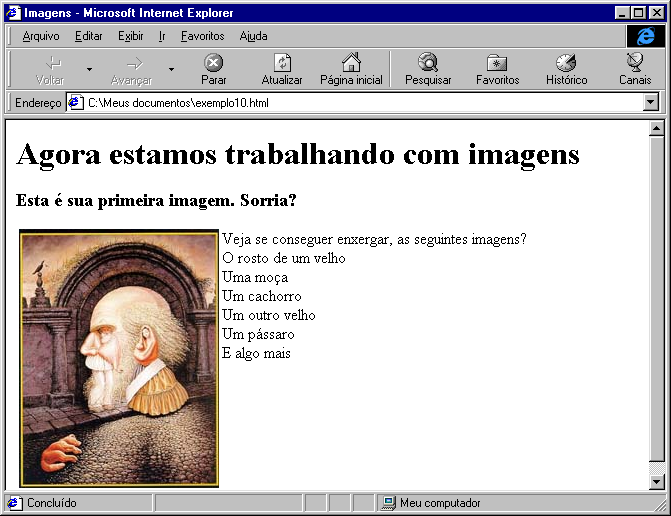 Imagens - Microsoft Internet Explorer
Arquivo Editar Exibir Ir Favoritos Ajuda
Voltar Avançar Parar Atualizar Página inicial Pesquisar Favoritos Histórico Canais
Endereço C:\Meus documentos\exemplo10.html
Agora estamos trabalhando com imagens
Esta é sua primeira imagem. Sorria?
Veja se conseguer enxergar, as seguintes imagens?
O rosto de um velho
Uma moça
Um cachorro
Um outro velho
Um pássaro
E algo mais
Concluído Meu computador